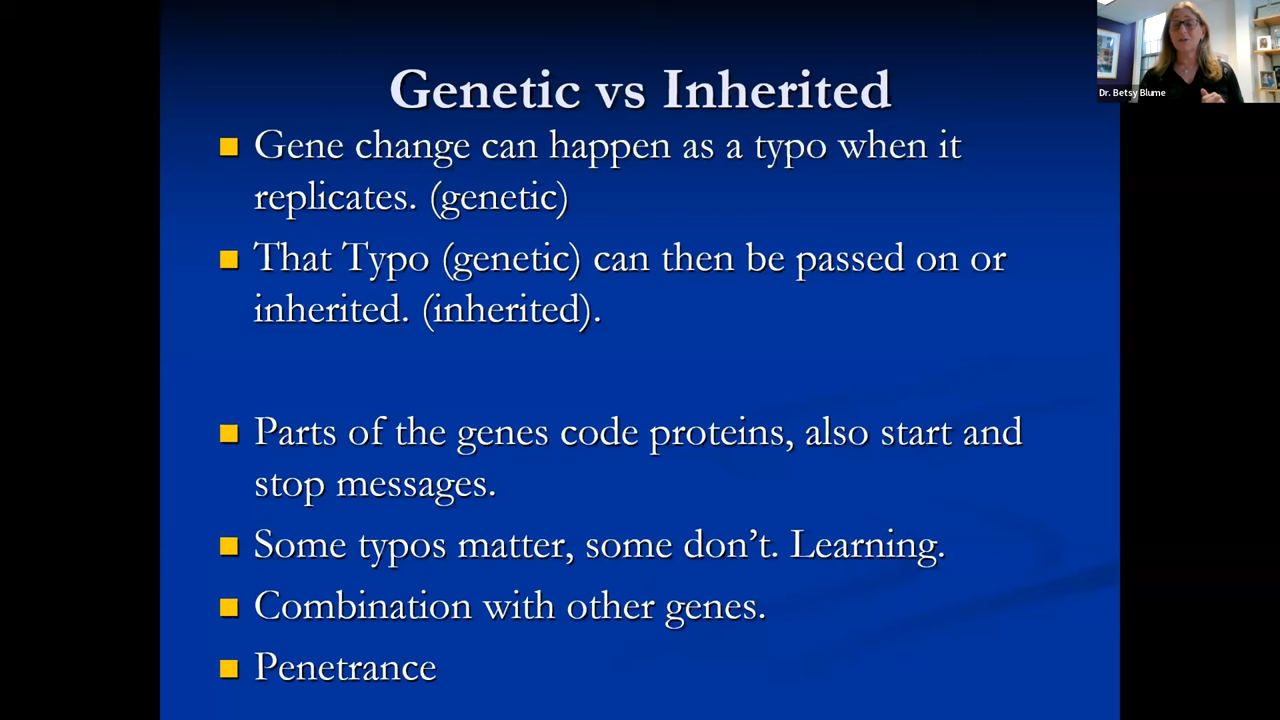 Genetic vs Inherited
Gene change can happen as a typo when it
replicates. (genetic)
That Typo (genetic) can then be passed on or
inherited. (inherited).
Parts of the genes code proteins, also start and
stop messages.
Some typos matter, some don’t. Learning.
Combination with other genes.
Penetrance
Dr. Betsy Blume